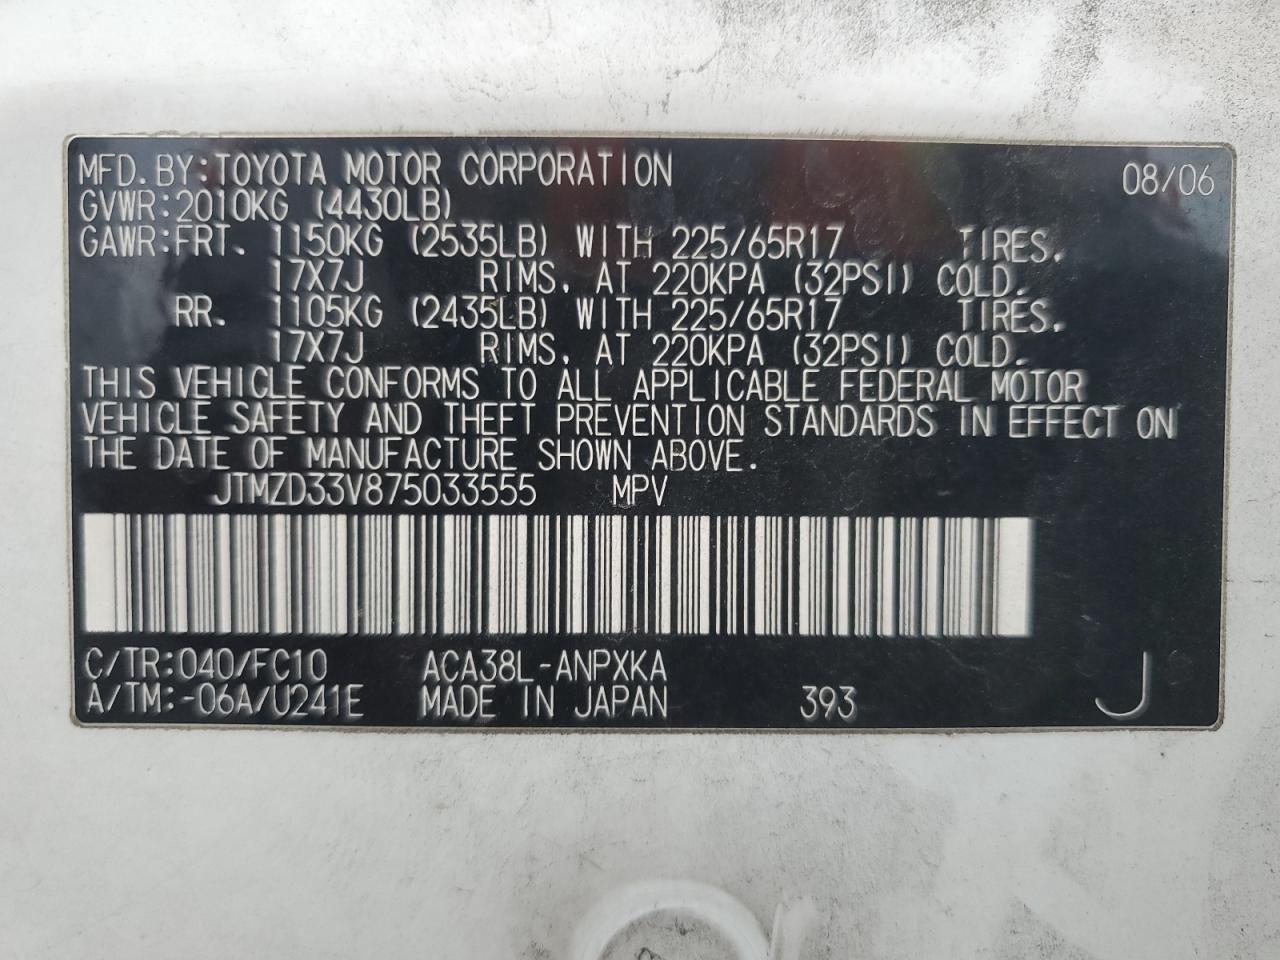 MFD. BY: TOYOTA MOTOR CORPORATION 08/06
GVWR: 2010KG (4430LB)
GAWR: FRT. 1150KG (2535LB) WITH 225/65R17 TIRES.
17X7J RIMS, AT 220KPA (32PSI) COLD.
RR. 1105KG (2435LB) WITH 225/65R17 TIRES.
17X7J RIMS, AT 220KPA (32PSI) COLD.
THIS VEHICLE CONFORMS TO ALL APPLICABLE FEDERAL MOTOR
VEHICLE SAFETY AND THEFT PREVENTION STANDARDS IN EFFECT ON
THE DATE OF MANUFACTURE SHOWN ABOVE.
JTMZD33V875033555 MPV
C/TR: 040/FC10 ACA38L-ANPXKA
A/TM: -06A/U241E MADE IN JAPAN 393 J